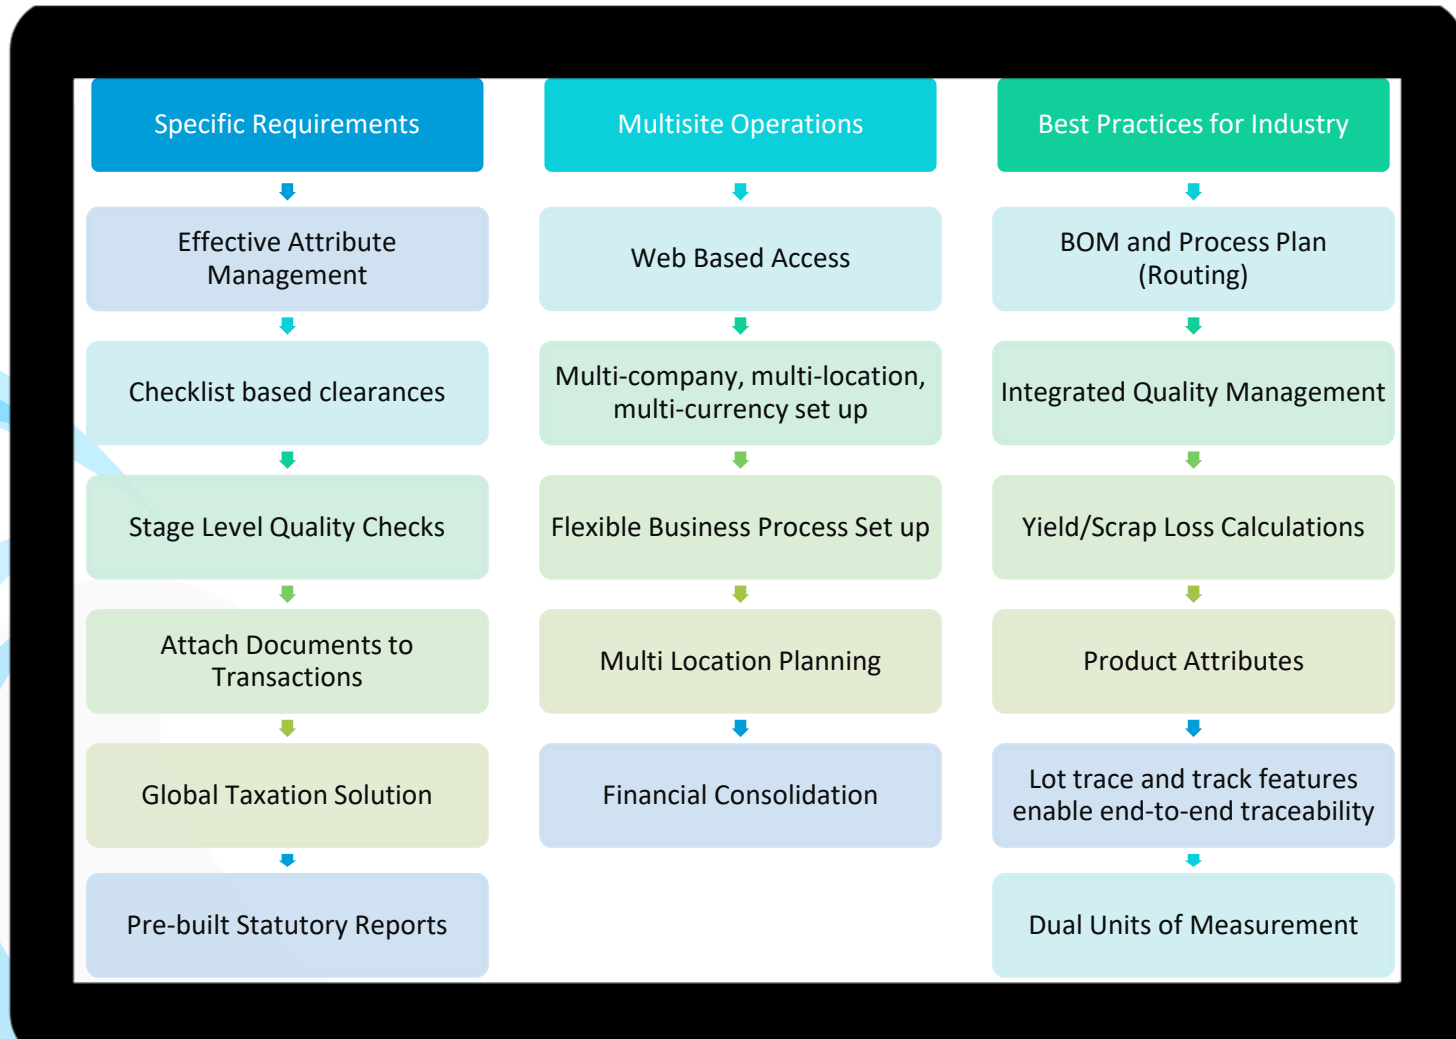 Specific Requirements
Effective Attribute
Management
Checklist based clearances
Stage Level Quality Checks
Attach Documents to
Transactions
Global Taxation Solution
Pre-built Statutory Reports
Multisite Operations
Web Based Access
Multi-company, multi-location,
multi-currency set up
Flexible Business Process Set up
Multi Location Planning
Financial Consolidation
Best Practices for Industry
BOM and Process Plan
(Routing)
Integrated Quality Management
Yield/Scrap Loss Calculations
Product Attributes
Lot trace and track features
enable end-to-end traceability
Dual Units of Measurement